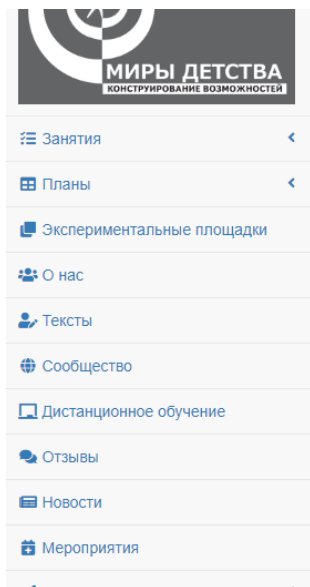 МИРЫ ДЕТСТВА
КОНСТРУИРОВАНИЕ ВОЗМОЖНОСТЕЙ
Занятия
Планы
Экспериментальные площадки
О нас
Тексты
Сообщество
Дистанционное обучение
Отзывы
Новости
Мероприятия